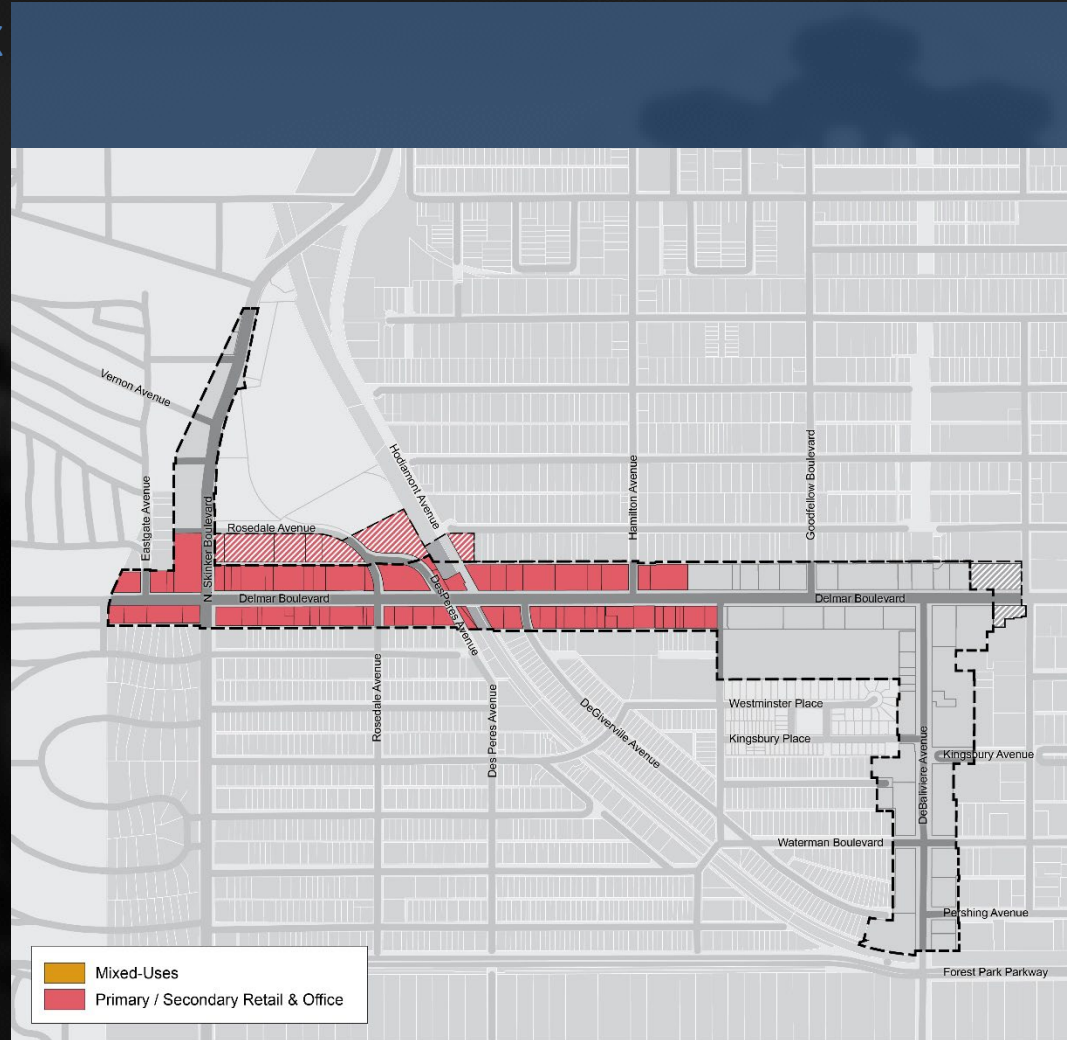 Vernon Avenue
Eastgate Avenue
N. Skinker Boulevard
Rosedale Avenue
Hodiamont Avenue
Hamilton Avenue
Goodfellow Boulevard
Delmar Boulevard
DesPeres Avenue
Delmar Boulevard
Rosedale Avenue
Des Peres Avenue
DeGiverville Avenue
Westminster Place
Kingsbury Place
DeBaliviere Avenue
Kingsbury Avenue
Waterman Boulevard
Pershing Avenue
Forest Park Parkway
Mixed-Uses
Primary / Secondary Retail & Office